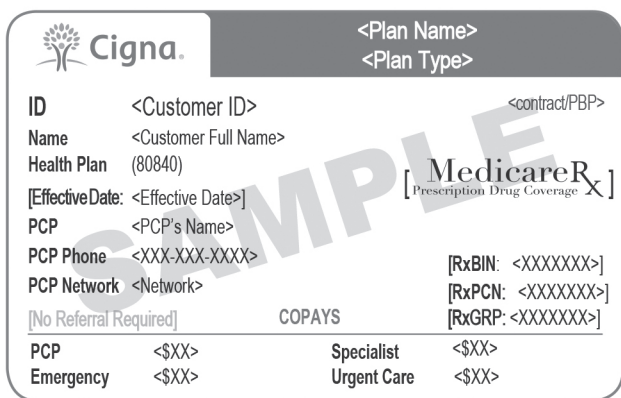 Cigna.
<Plan Name>
<Plan Type>
ID <Customer ID>
<contract/PBP>
Name <Customer Full Name>
Health Plan (80840)
[MedicareRx
Prescription Drug Coverage]
[Effective Date: <Effective Date>]
PCP <PCP's Name>
PCP Phone <XXX-XXX-XXXX>
[RxBIN: <XXXXXXX>]
PCP Network <Network>
[RxPCN: <XXXXXXX>]
[No Referral Required] COPAYS [RxGRP: <XXXXXXX>]
PCP <$XX> Specialist <$XX>
Emergency <$XX> Urgent Care <$XX>
SAMPLE